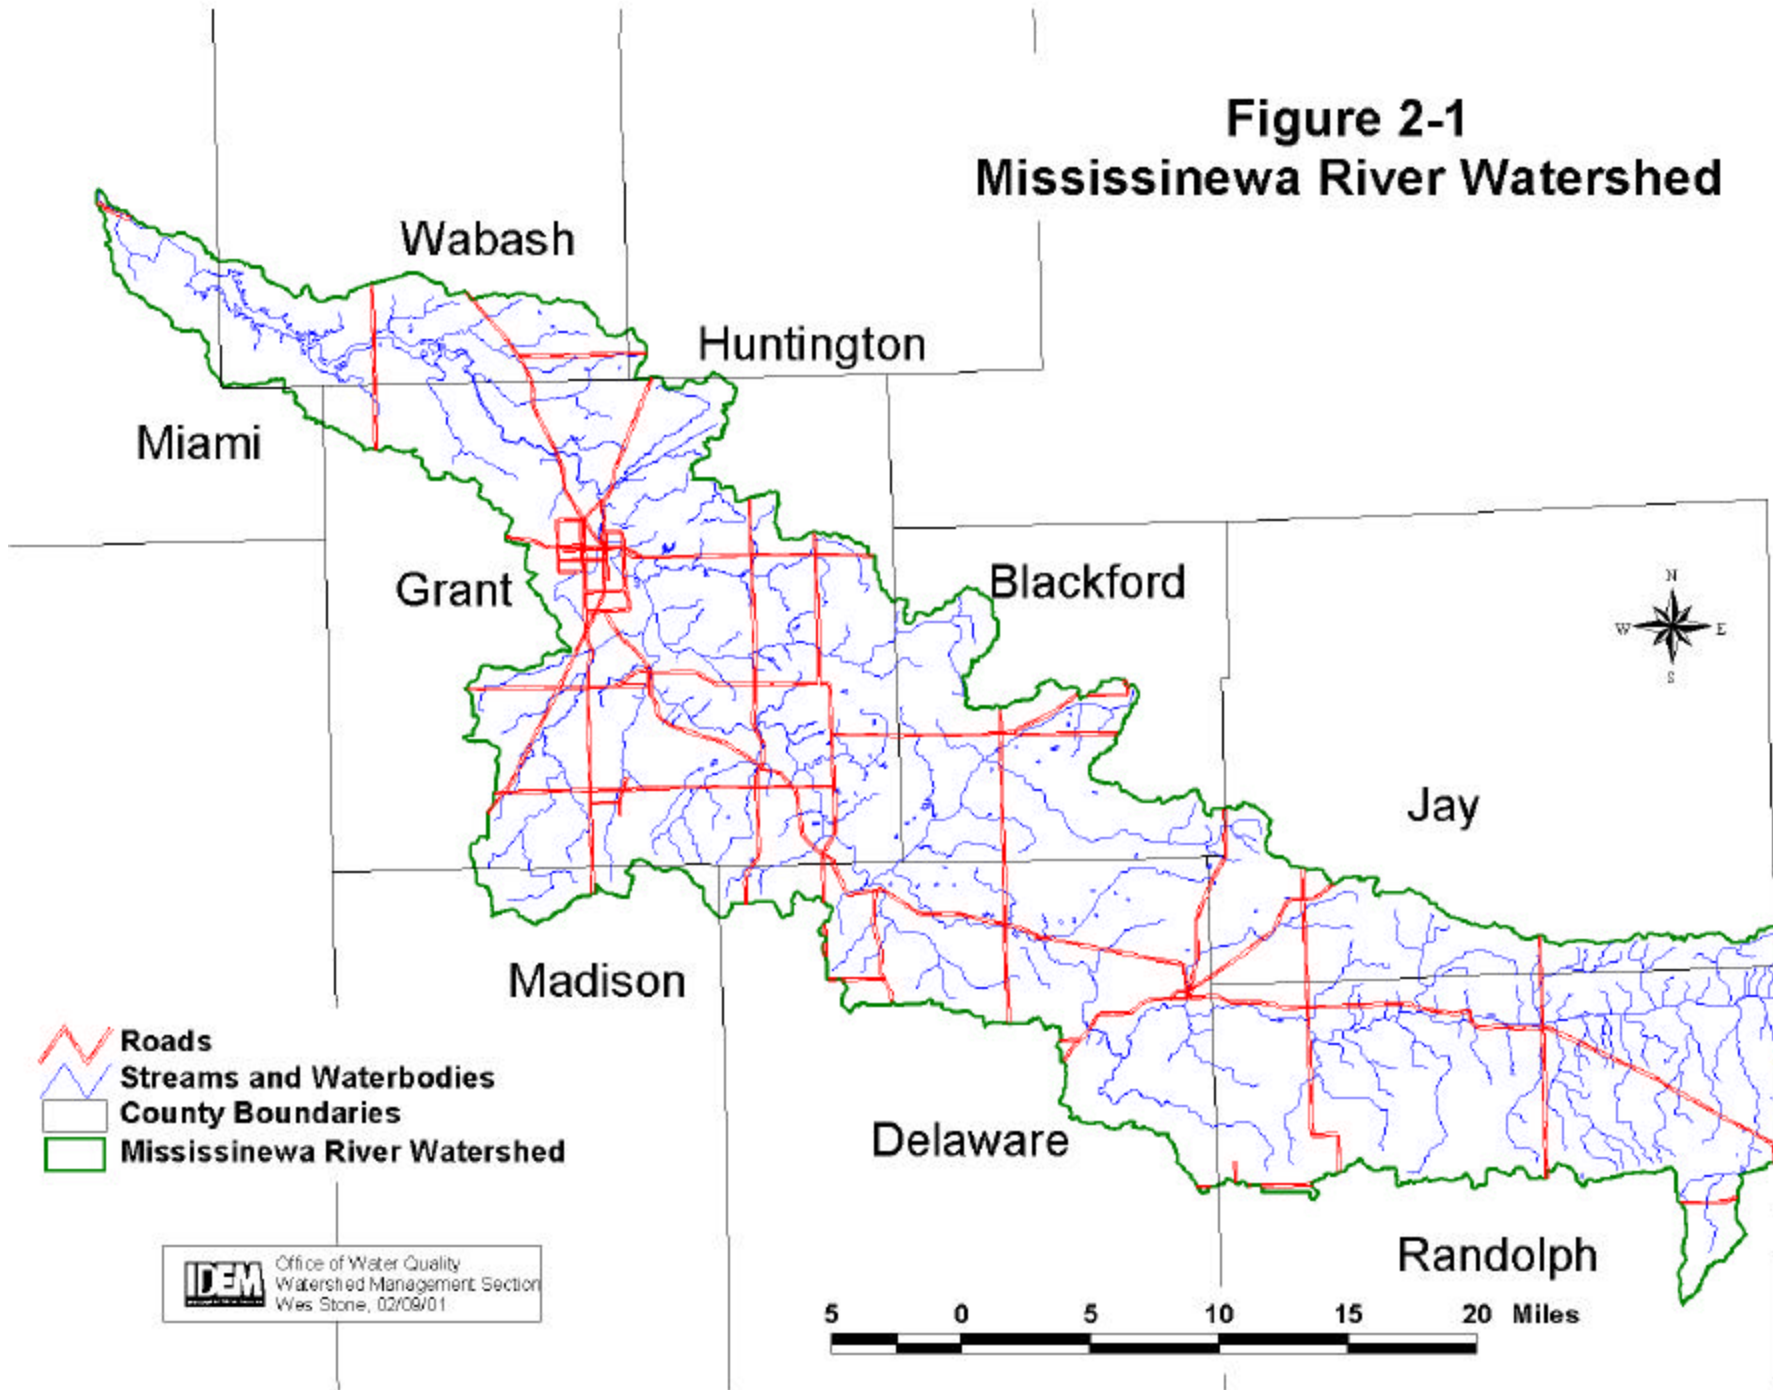 Figure 2-1
Mississinewa River Watershed
Wabash
Huntington
Miami
Grant
Blackford
N
W
E
S
Jay
Madison
Delaware
Randolph
Roads
Streams and Waterbodies
County Boundaries
Mississinewa River Watershed
IDEM
Office of Water Quality
Watershed Management Section
Wes Stone, 02/09/01
5 0 5 10 15 20 Miles